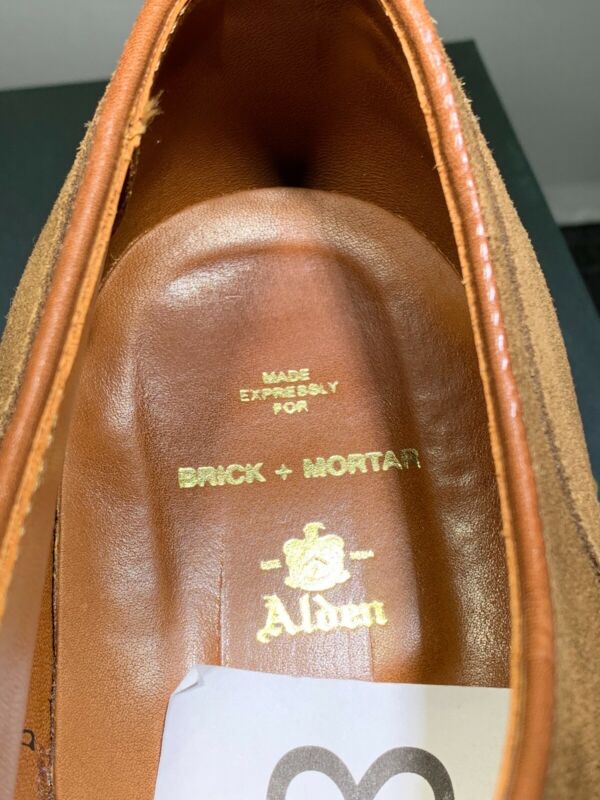 MADE
EXPRESSLY
FOR
BRICK + MORTAR
Alden